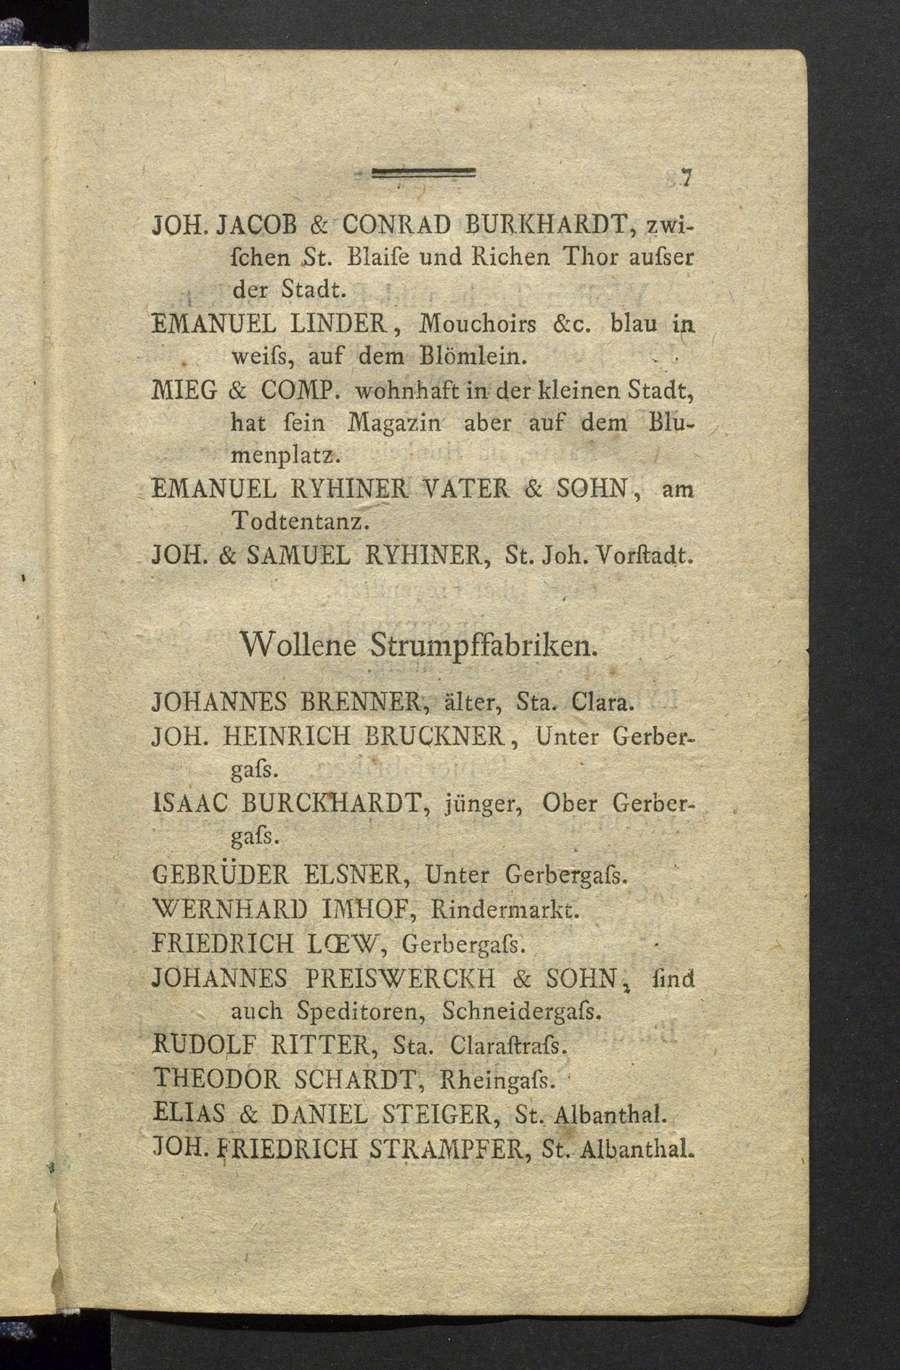 7
JOH. JACOB & CONRAD BURKHARDT, zwi-
ſchen St. Blaiſe und Richen Thor auſser
der Stadt.
EMANUEL LINDER, Mouchoirs &c. blau in
weiſs, auf dem Blömlein.
MIEG & COMP. wohnhaft in der kleinen Stadt,
hat ſein Magazin aber auf dem Blu-
menplatz.
EMANUEL RYHINER VATER & SOHN, am
Todtentanz.
JOH. & SAMUEL RYHINER, St. Joh. Vorſtadt.
Wollene Strumpffabriken.
JOHANNES BRENNER, älter, Sta. Clara.
JOH. HEINRICH BRUCKNER, Unter Gerber-
gaſs.
ISAAC BURCKHARDT, jünger, Ober Gerber-
gaſs.
GEBRÜDER ELSNER, Unter Gerbergaſs.
WERNHARD IMHOF, Rindermarkt.
FRIEDRICH LŒW, Gerbergaſs.
JOHANNES PREISWERCKH & SOHN, ſind
auch Speditoren, Schneidergaſs.
RUDOLF RITTER, Sta. Claraſtraſs.
THEODOR SCHARDT, Rheingaſs.
ELIAS & DANIEL STEIGER, St. Albanthal.
JOH. FRIEDRICH STRAMPFER, St. Albanthal.